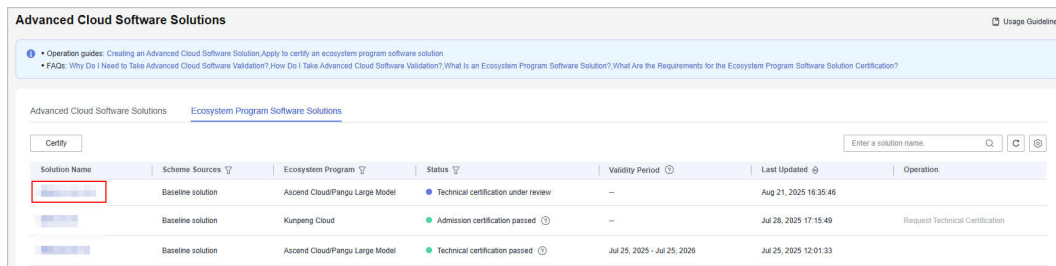 Advanced Cloud Software Solutions
Usage Guideline
• Operation guides: Creating an Advanced Cloud Software Solution,Apply to certify an ecosystem program software solution
• FAQs: Why Do I Need to Take Advanced Cloud Software Validation?,How Do I Take Advanced Cloud Software Validation?,What Is an Ecosystem Program Software Solution?,What Are the Requirements for the Ecosystem Program Software Solution Certification?
Advanced Cloud Software Solutions Ecosystem Program Software Solutions
Certify Enter a solution name.
Solution Name Scheme Sources Ecosystem Program Status Validity Period Last Updated Operation
Baseline solution Ascend Cloud/Pangu Large Model Technical certification under review -- Aug 21, 2025 16:35:46
Baseline solution Kunpeng Cloud Admission certification passed -- Jul 28, 2025 17:15:49 Request Technical Certification
Baseline solution Ascend Cloud/Pangu Large Model Technical certification passed Jul 25, 2025 - Jul 25, 2026 Jul 25, 2025 12:01:33